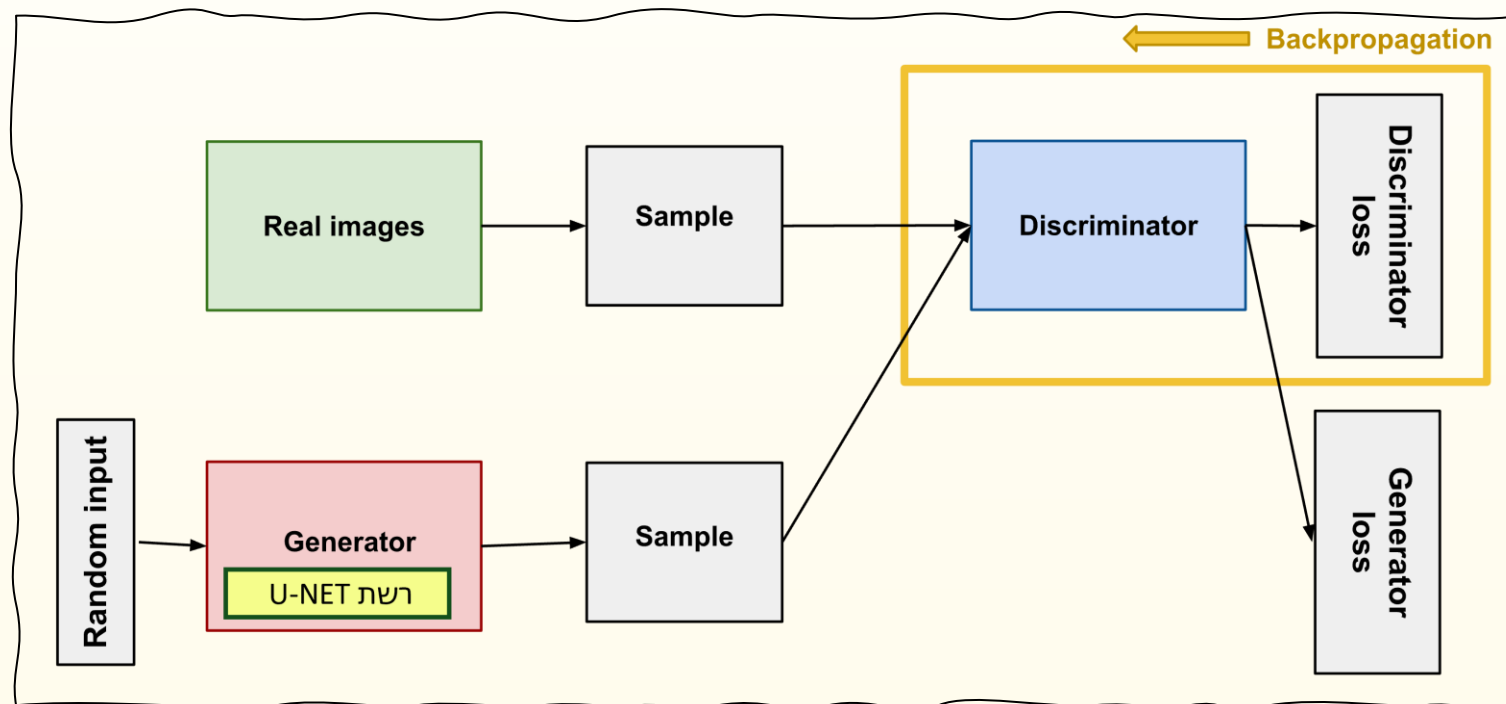 Backpropagation
Real images
Sample
Discriminator
Discriminator
loss
Random input
Generator
רשת U-NET
Sample
Generator
loss